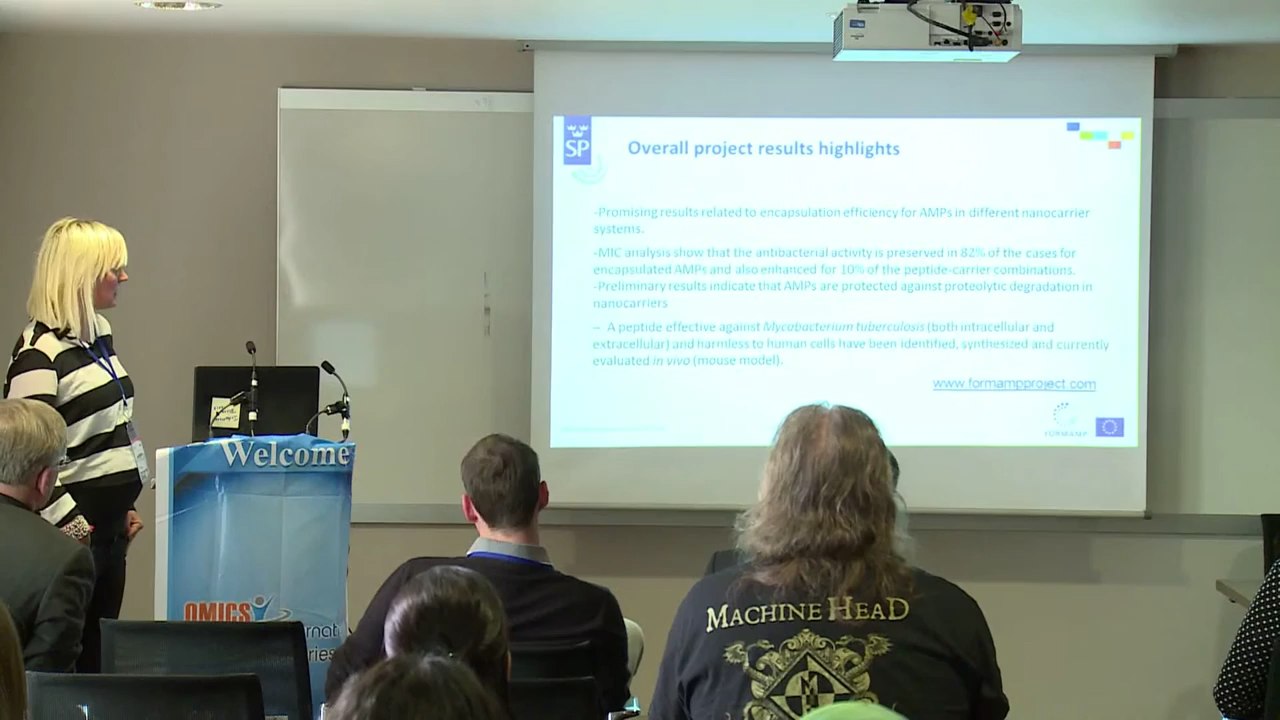 SP
Overall project results highlights
-Promising results related to encapsulation efficiency for AMPs in different nanocarrier
systems.
-MIC analysis show that the antibacterial activity is preserved in 82% of the cases for
encapsulated AMPs and also enhanced for 10% of the peptide-carrier combinations.
-Preliminary results indicate that AMPs are protected against proteolytic degradation in
nanocarriers
– A peptide effective against Mycobacterium tuberculosis (both intracellular and
extracellular) and harmless to human cells have been identified, synthesized and currently
evaluated in vivo (mouse model).
www.formampproject.com
FORMAMP
Welcome
OMICS
MACHINE HEAD